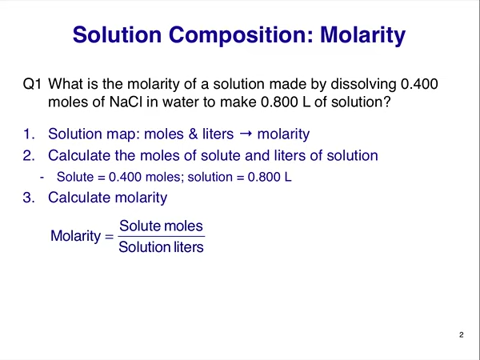 Solution Composition: Molarity
Q1 What is the molarity of a solution made by dissolving 0.400
moles of NaCl in water to make 0.800 L of solution?
1. Solution map: moles & liters → molarity
2. Calculate the moles of solute and liters of solution
- Solute = 0.400 moles; solution = 0.800 L
3. Calculate molarity
Molarity = Solute moles
Solution liters
2